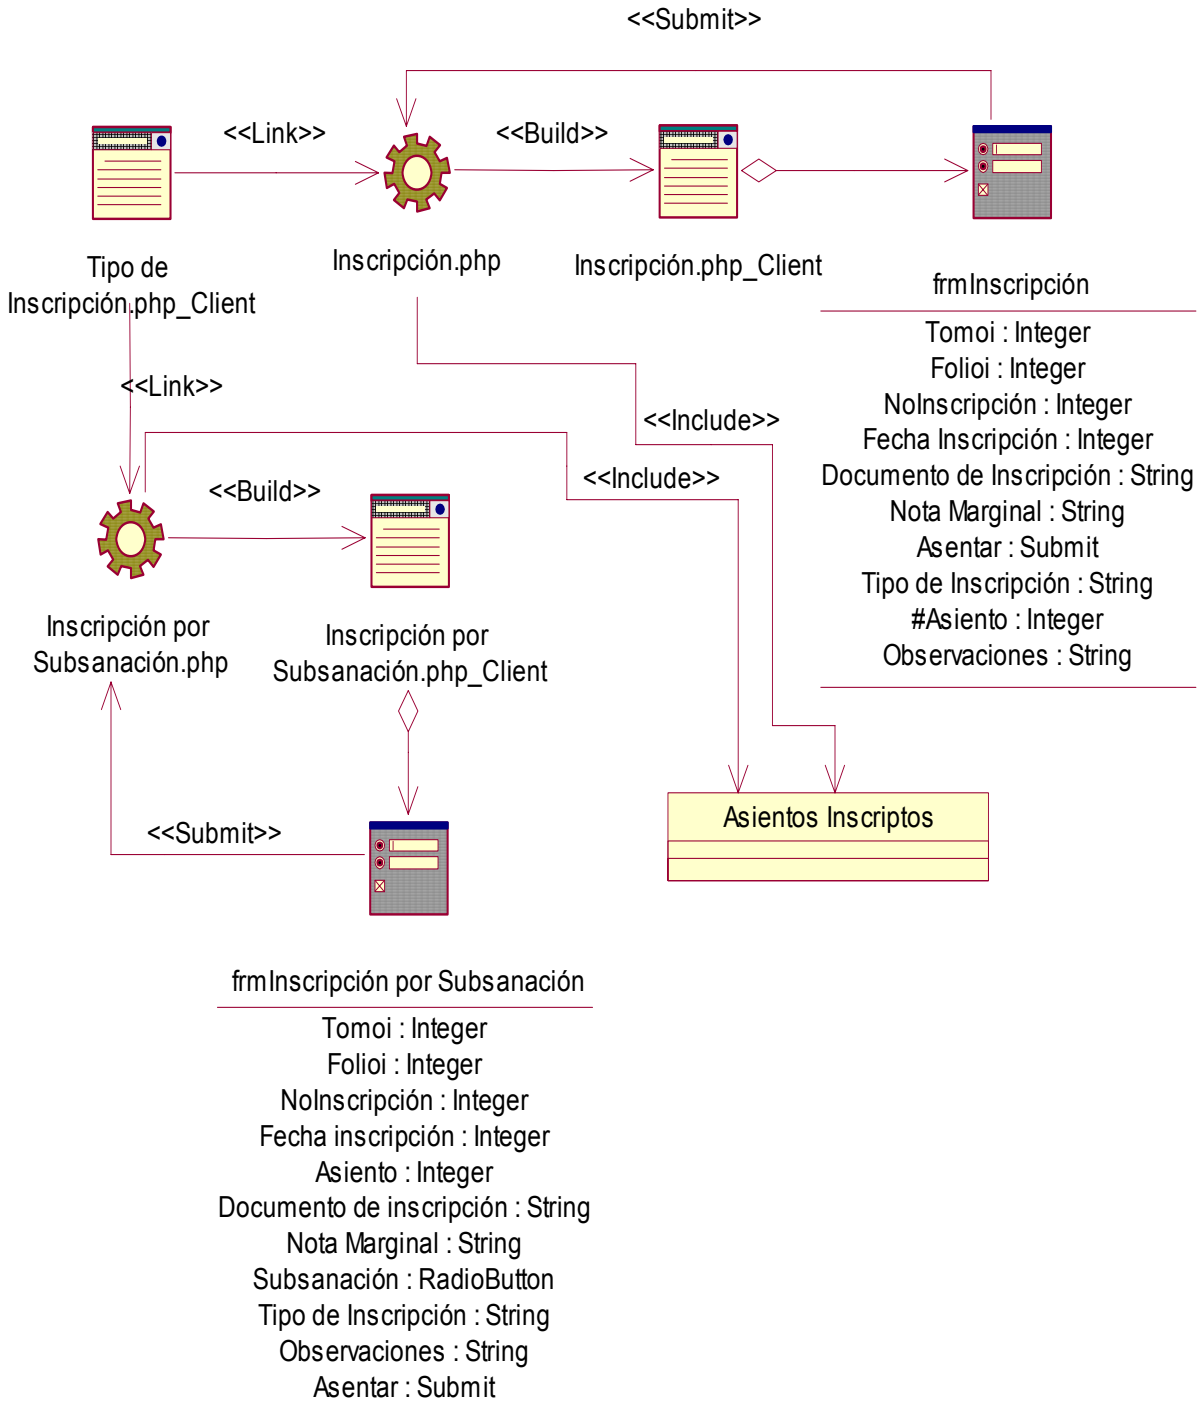 <<Submit>>
<<Link>>
<<Build>>
Tipo de
Inscripción.php_Client
Inscripción.php
Inscripción.php_Client
frmInscripción
Tomoi : Integer
Folioi : Integer
NoInscripción : Integer
Fecha Inscripción : Integer
Documento de Inscripción : String
Nota Marginal : String
Asentar : Submit
Tipo de Inscripción : String
#Asiento : Integer
Observaciones : String
<<Link>>
<<Include>>
<<Build>>
<<Include>>
Inscripción por
Subsanación.php
Inscripción por
Subsanación.php_Client
<<Submit>>
Asientos Inscriptos
frmInscripción por Subsanación
Tomoi : Integer
Folioi : Integer
NoInscripción : Integer
Fecha inscripción : Integer
Asiento : Integer
Documento de inscripción : String
Nota Marginal : String
Subsanación : RadioButton
Tipo de Inscripción : String
Observaciones : String
Asentar : Submit